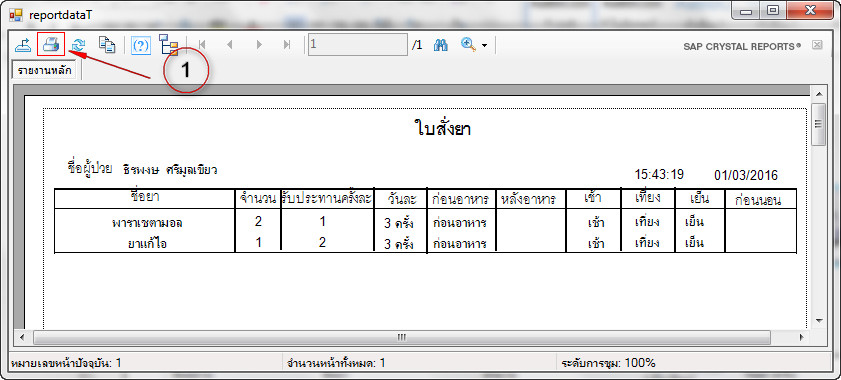 reportdataT
1 /1 SAP CRYSTAL REPORTS®
รายงานหลัก
1
ใบสั่งยา
ชื่อผู้ป่วย ธีรพงษ ศรีมูลเขียว 15:43:19 01/03/2016
ชื่อยา จำนวน รับประทานครั้งละ วันละ ก่อนอาหาร หลังอาหาร เช้า เที่ยง เย็น ก่อนนอน
พาราเซตามอล 2 1 3 ครั้ง ก่อนอาหาร เช้า เที่ยง เย็น
ยาแก้ไอ 1 2 3 ครั้ง ก่อนอาหาร เช้า เที่ยง เย็น
หมายเลขหน้าปัจจุบัน: 1 จำนวนหน้าทั้งหมด: 1 ระดับการซูม: 100%